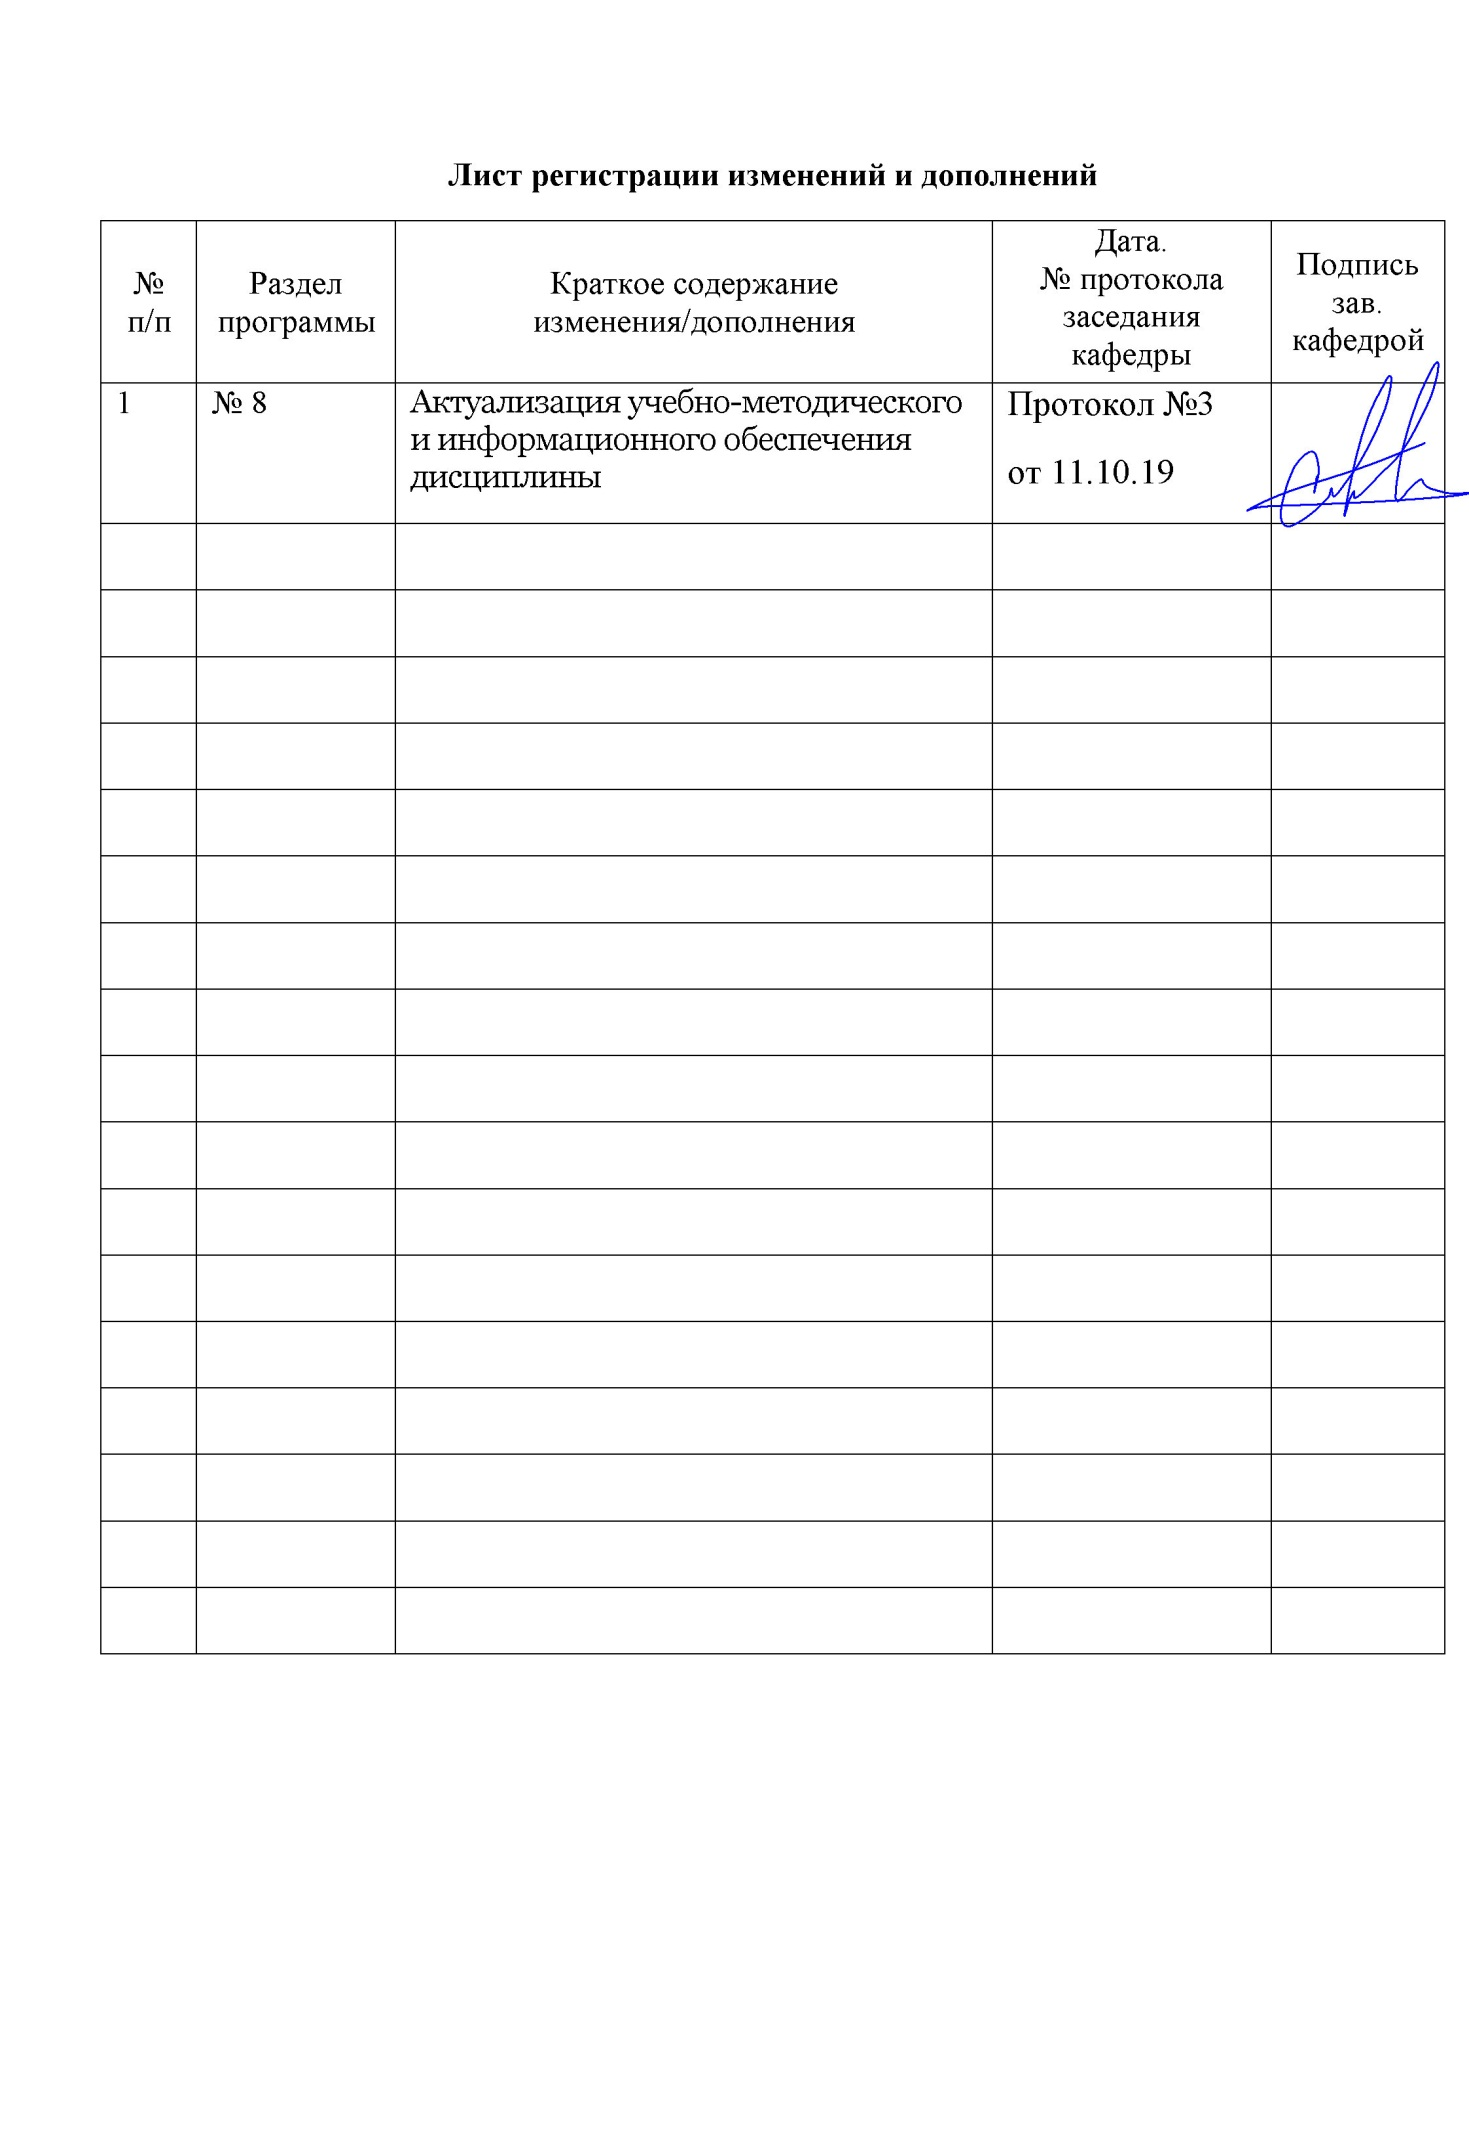 Лист регистрации изменений и дополнений
№
п/п
Раздел
программы
Краткое содержание
изменения/дополнения
Дата.
№ протокола
заседания
кафедры
Подпись
зав.
кафедрой
1
№ 8
Актуализация учебно-методического
и информационного обеспечения
дисциплины
Протокол №3
от 11.10.19